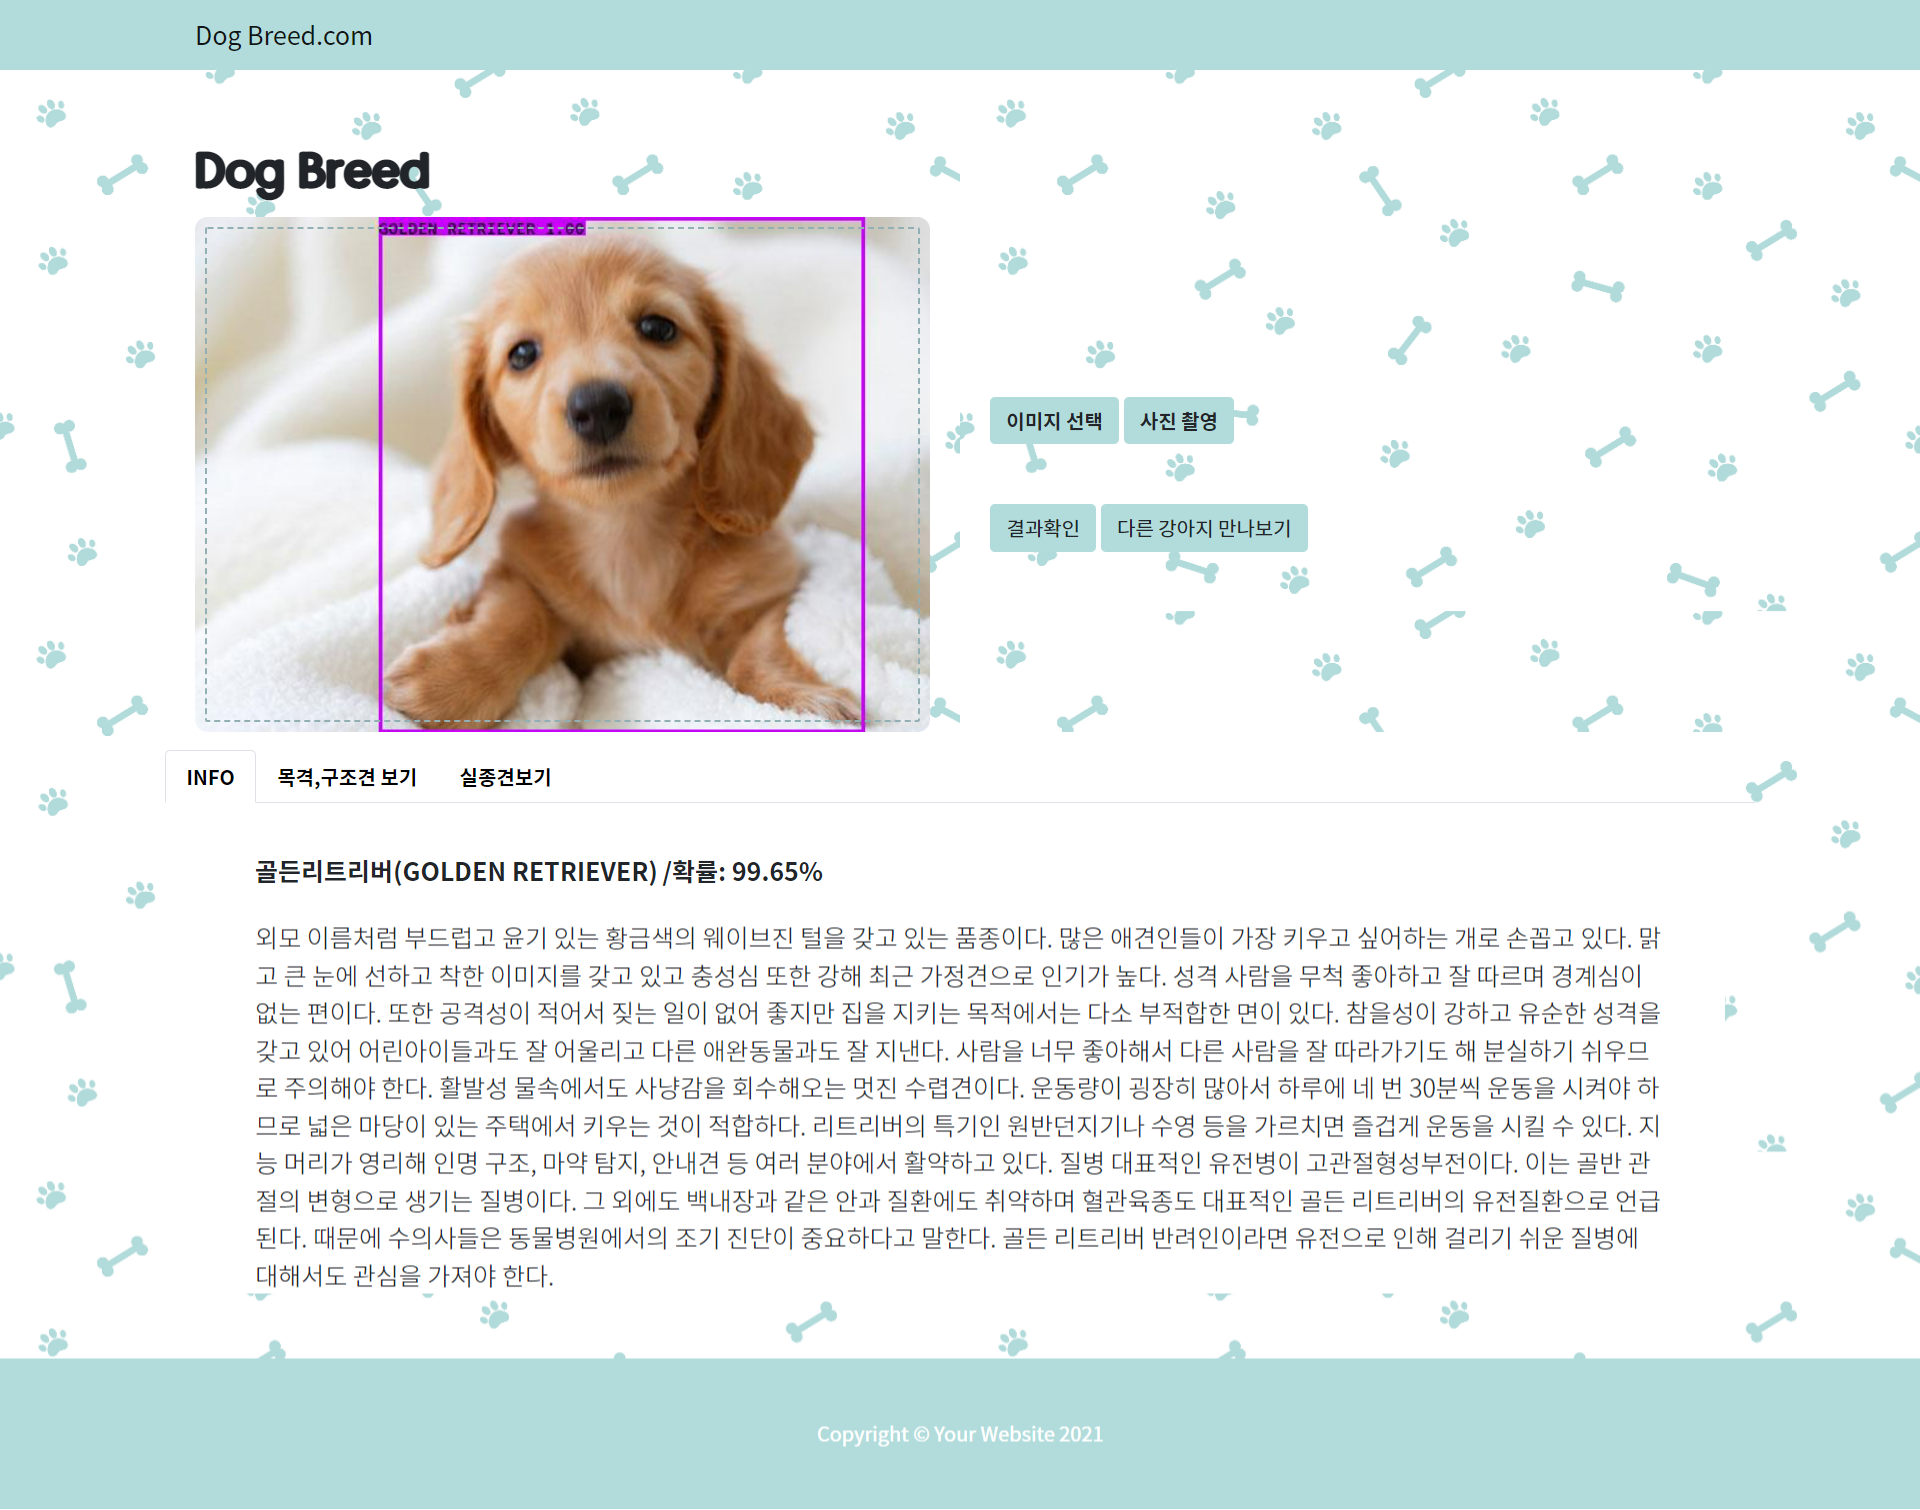 Dog Breed.com
Dog Breed
GOLDEN RETRIEVER 1.00
이미지 선택
사진 촬영
결과확인
다른 강아지 만나보기
INFO
목격,구조견 보기
실종견보기
골든리트리버(GOLDEN RETRIEVER) /확률: 99.65%
외모 이름처럼 부드럽고 윤기 있는 황금색의 웨이브진 털을 갖고 있는 품종이다. 많은 애견인들이 가장 키우고 싶어하는 개로 손꼽고 있다. 맑
고 큰 눈에 선하고 착한 이미지를 갖고 있고 충성심 또한 강해 최근 가정견으로 인기가 높다. 성격 사람을 무척 좋아하고 잘 따르며 경계심이
없는 편이다. 또한 공격성이 적어서 짖는 일이 없어 좋지만 집을 지키는 목적에서는 다소 부적합한 면이 있다. 참을성이 강하고 유순한 성격을
갖고 있어 어린아이들과도 잘 어울리고 다른 애완동물과도 잘 지낸다. 사람을 너무 좋아해서 다른 사람을 잘 따라가기도 해 분실하기 쉬우므
로 주의해야 한다. 활발성 물속에서도 사냥감을 회수해오는 멋진 수렵견이다. 운동량이 굉장히 많아서 하루에 네 번 30분씩 운동을 시켜야 하
므로 넓은 마당이 있는 주택에서 키우는 것이 적합하다. 리트리버의 특기인 원반던지기나 수영 등을 가르치면 즐겁게 운동을 시킬 수 있다. 지
능 머리가 영리해 인명 구조, 마약 탐지, 안내견 등 여러 분야에서 활약하고 있다. 질병 대표적인 유전병이 고관절형성부전이다. 이는 골반 관
절의 변형으로 생기는 질병이다. 그 외에도 백내장과 같은 안과 질환에도 취약하며 혈관육종도 대표적인 골든 리트리버의 유전질환으로 언급
된다. 때문에 수의사들은 동물병원에서의 조기 진단이 중요하다고 말한다. 골든 리트리버 반려인이라면 유전으로 인해 걸리기 쉬운 질병에
대해서도 관심을 가져야 한다.
Copyright © Your Website 2021